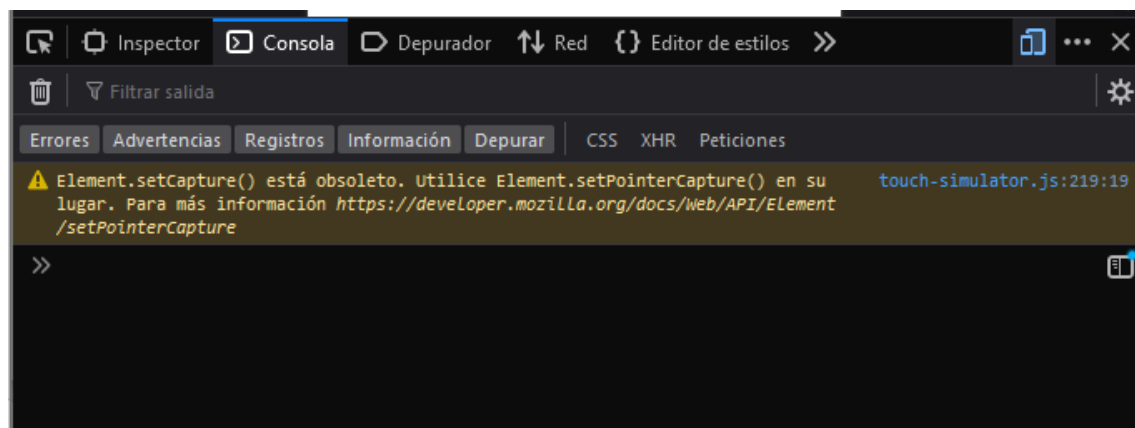 Inspector Consola Depurador Red Editor de estilos
Filtrar salida
Errores Advertencias Registros Información Depurar CSS XHR Peticiones
Element.setCapture() está obsoleto. Utilice Element.setPointerCapture() en su touch-simulator.js:219:19
lugar. Para más información https://developer.mozilla.org/docs/Web/API/Element
/setPointerCapture